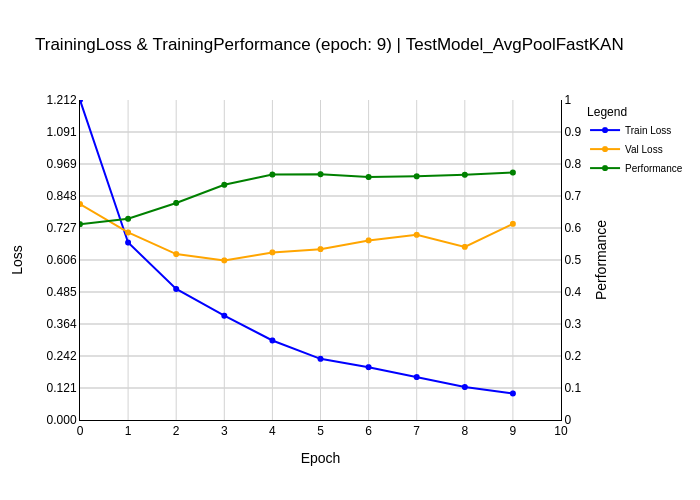 TrainingLoss & TrainingPerformance (epoch: 9) | TestModel_AvgPoolFastKAN
1.212
1.091
0.969
0.848
0.727
0.606
0.485
0.364
0.242
0.121
0.000
Loss
0 1 2 3 4 5 6 7 8 9 10
Epoch
1
0.9
0.8
0.7
0.6
0.5
0.4
0.3
0.2
0.1
0
Performance
Legend
Train Loss
Val Loss
Performance